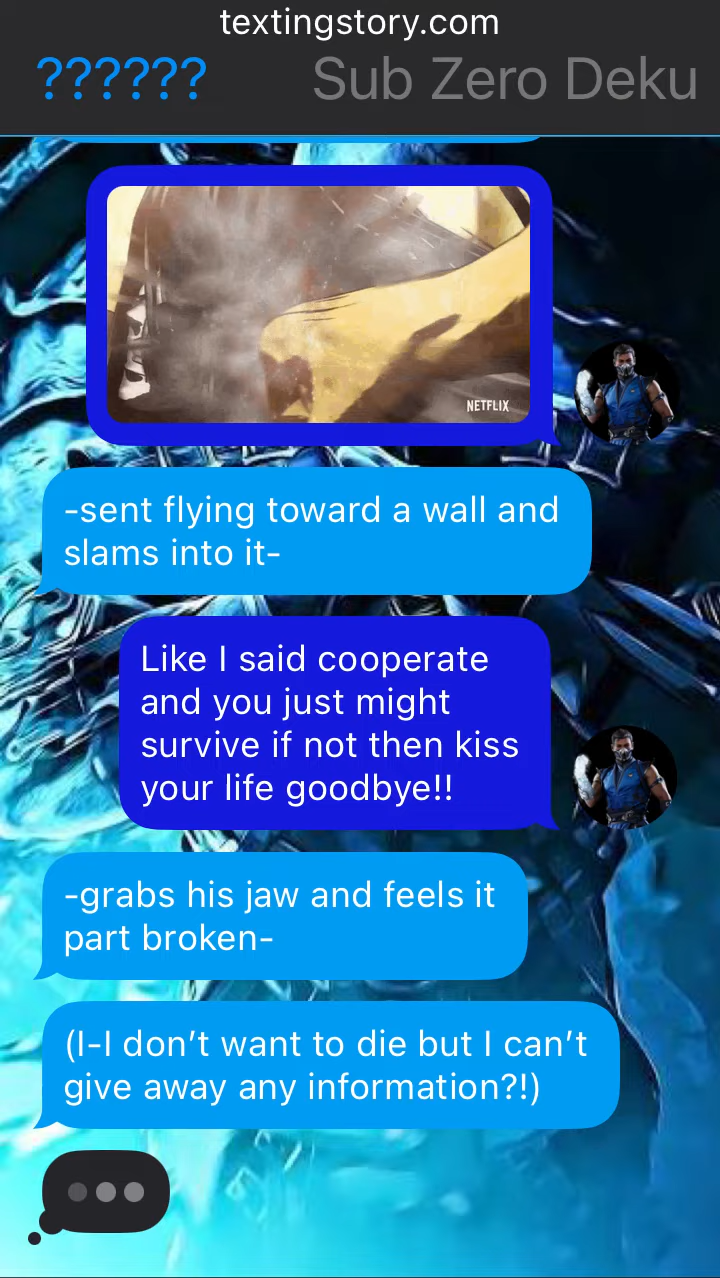 textingstory.com
?????? Sub Zero Deku
NETFLIX
-sent flying toward a wall and
slams into it-
Like I said cooperate
and you just might
survive if not then kiss
your life goodbye!!
-grabs his jaw and feels it
part broken-
(I-I don’t want to die but I can’t
give away any information?!)